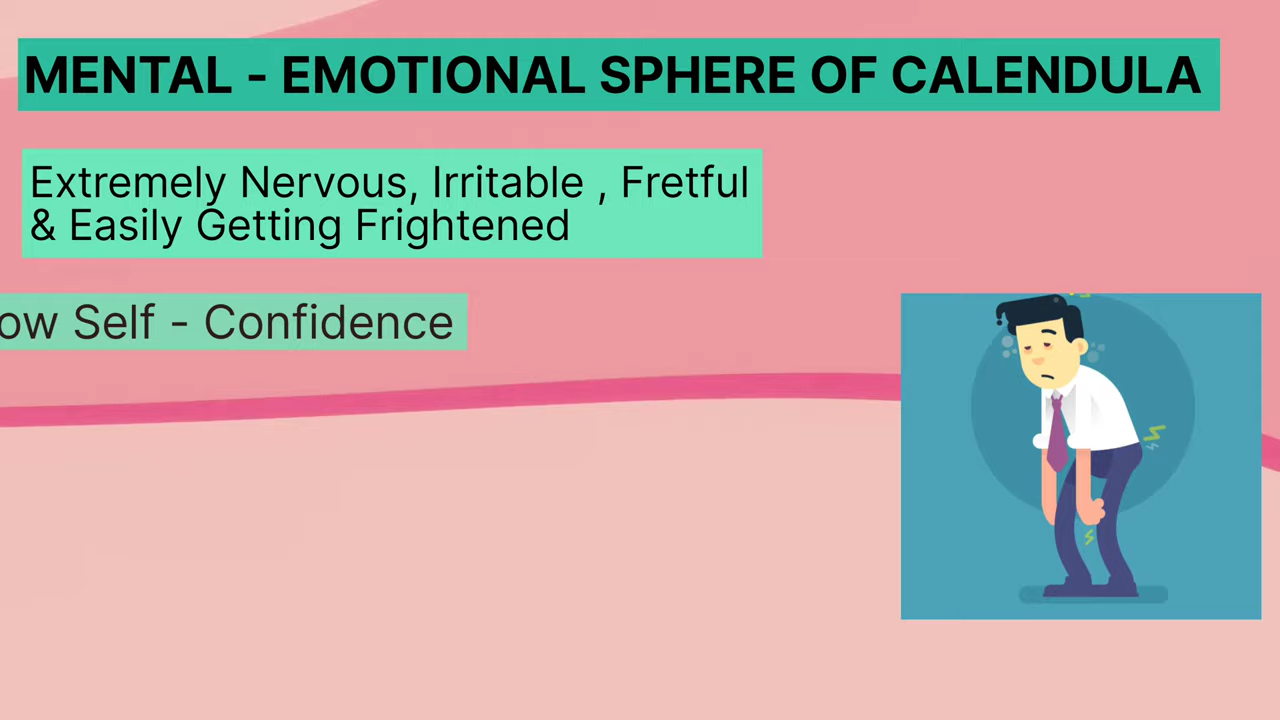 MENTAL - EMOTIONAL SPHERE OF CALENDULA
Extremely Nervous, Irritable , Fretful
& Easily Getting Frightened
ow Self - Confidence